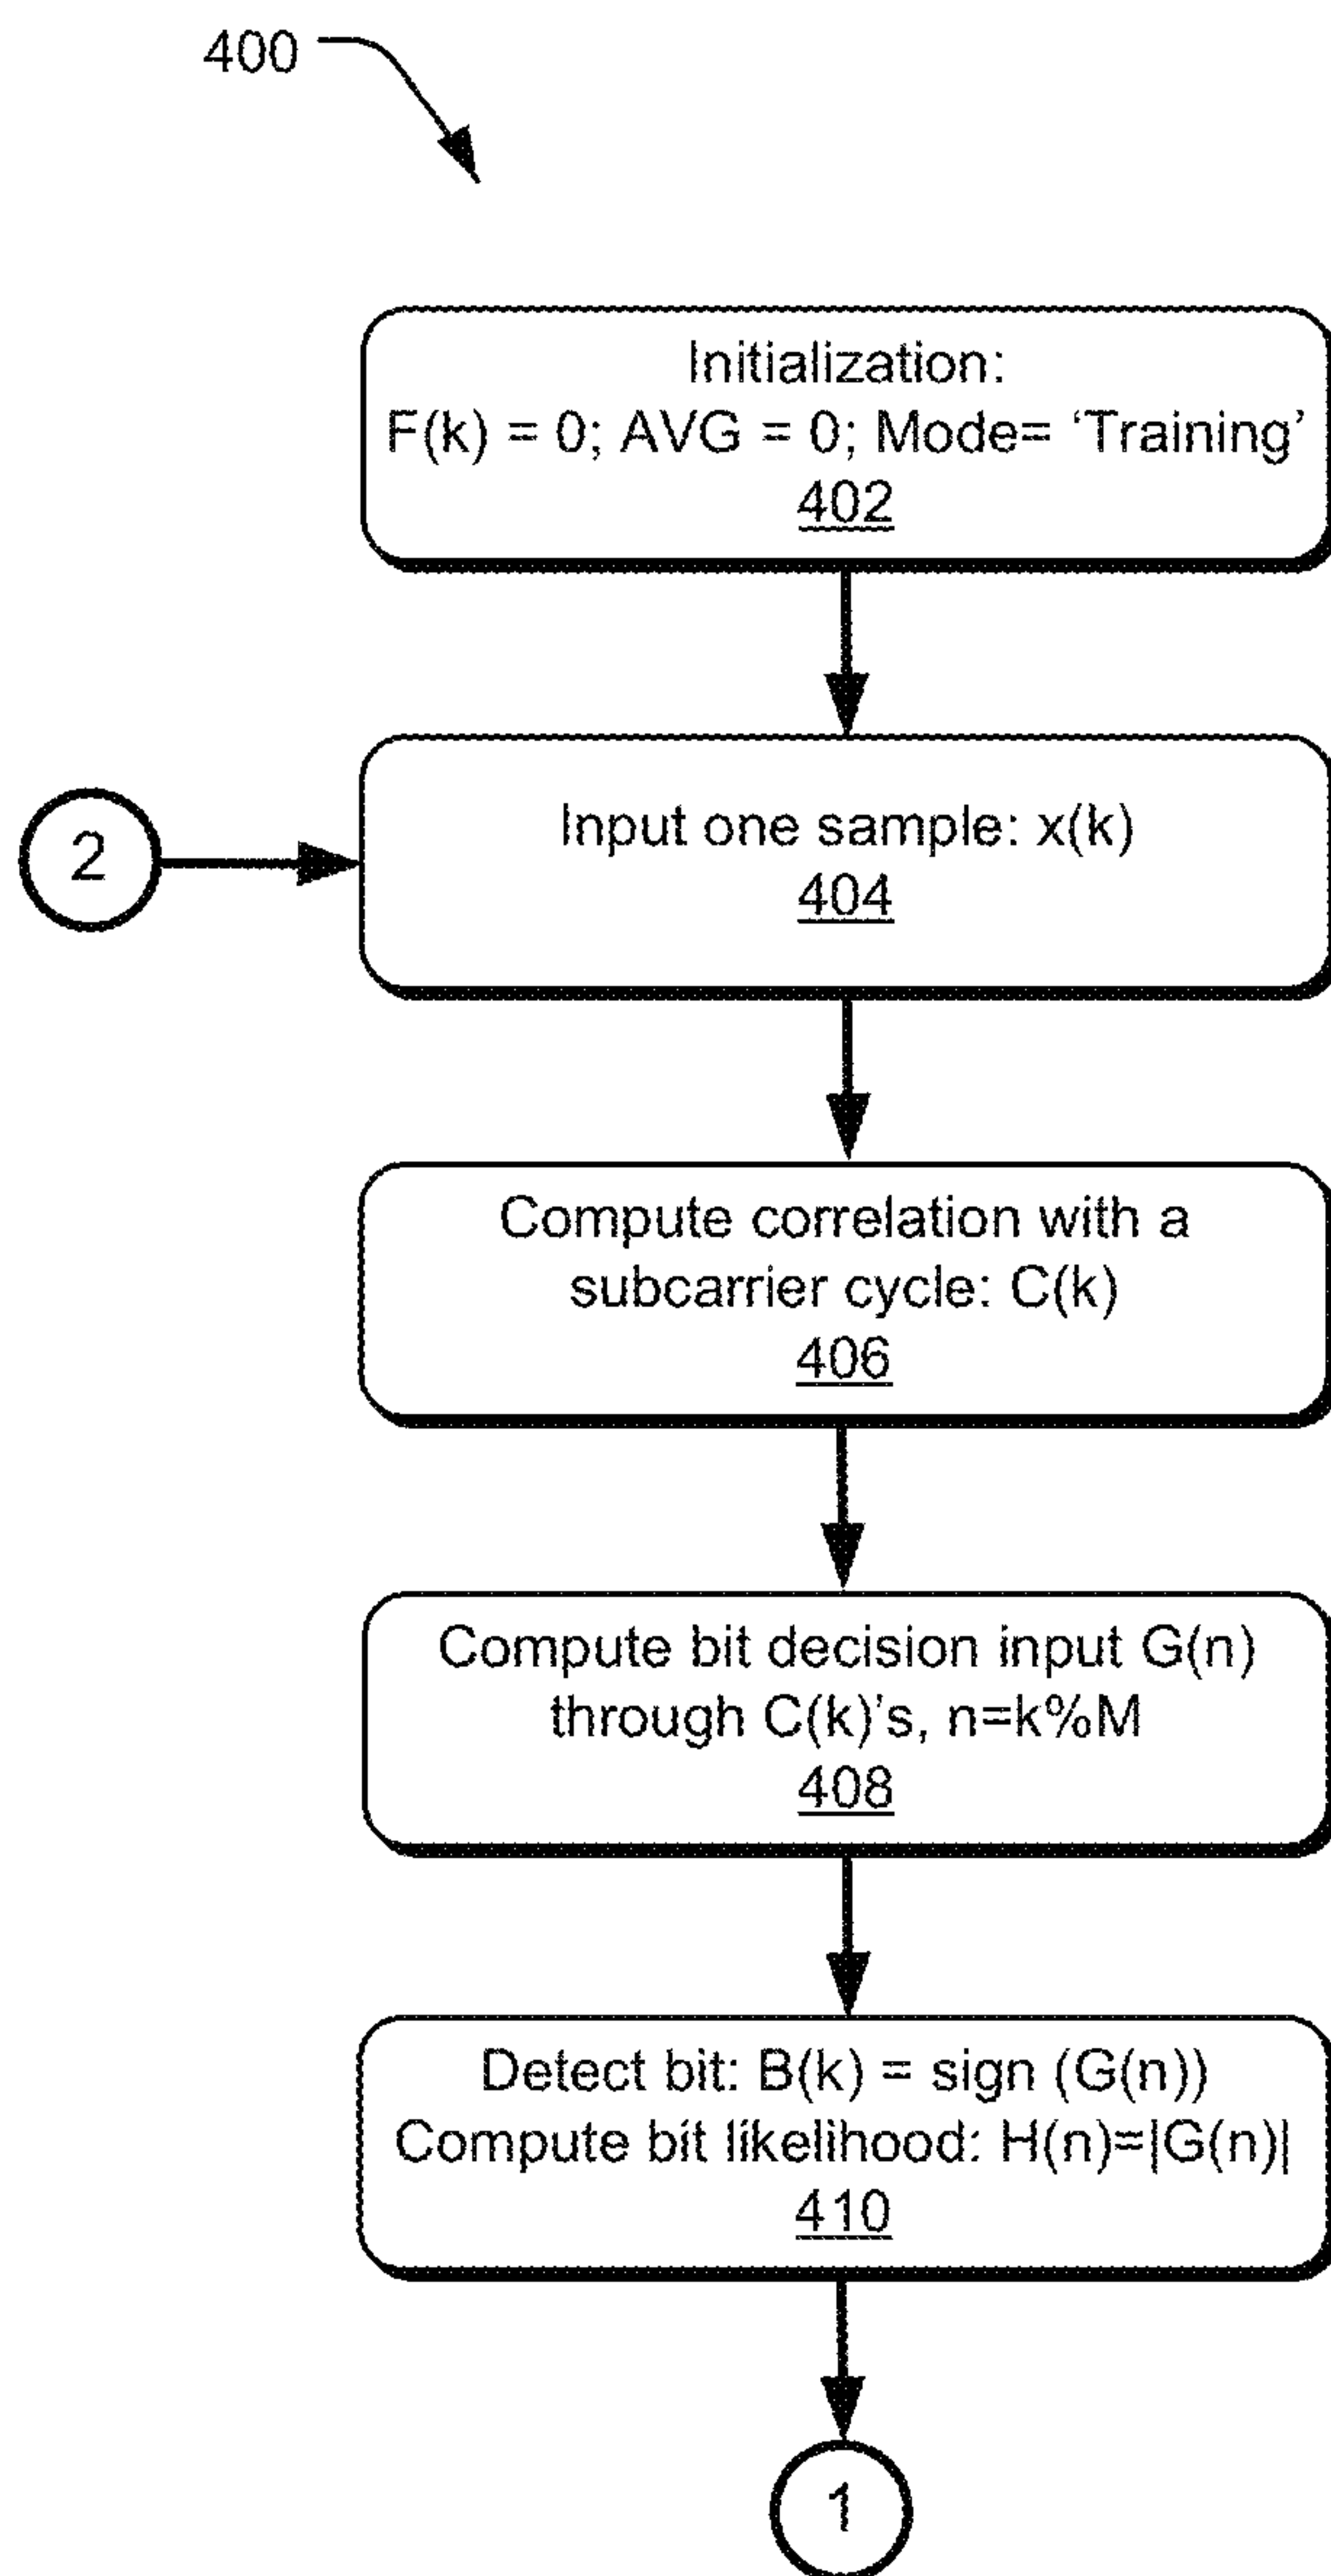 400
Initialization:
F(k) = 0; AVG = 0; Mode= ‘Training’
402
2
Input one sample: x(k)
404
Compute correlation with a
subcarrier cycle: C(k)
406
Compute bit decision input G(n)
through C(k)’s, n=k%M
408
Detect bit: B(k) = sign (G(n))
Compute bit likelihood: H(n)=|G(n)|
410
1